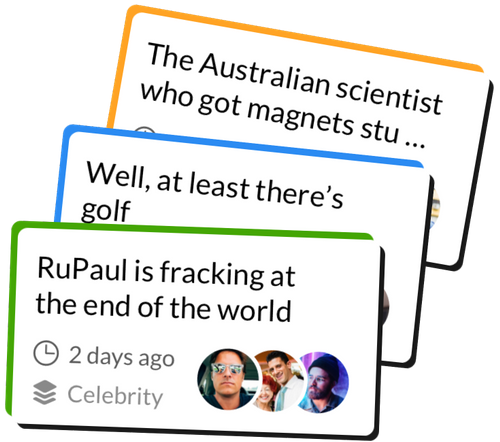 The Australian scientist
who got magnets stu ...
Well, at least there’s
golf
RuPaul is fracking at
the end of the world
2 days ago
Celebrity